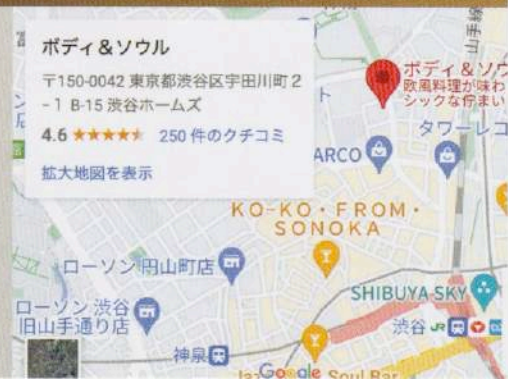 ボディ&ソウル
〒150-0042 東京都渋谷区宇田川町2
-1 B-15 渋谷ホームズ
4.6 ★★★★★ 250 件のクチコミ
拡大地図を表示
山手線
ボディ&ソウ
欧風料理が味わ
シックな佇まい
タワーレコ
ARCO
KO-KO・FROM・
SONOKA
ローソン 円山町店
SHIBUYA SKY
ローソン 渋谷
旧山手通り店
渋谷 JR
神泉
Google
Soul Bar